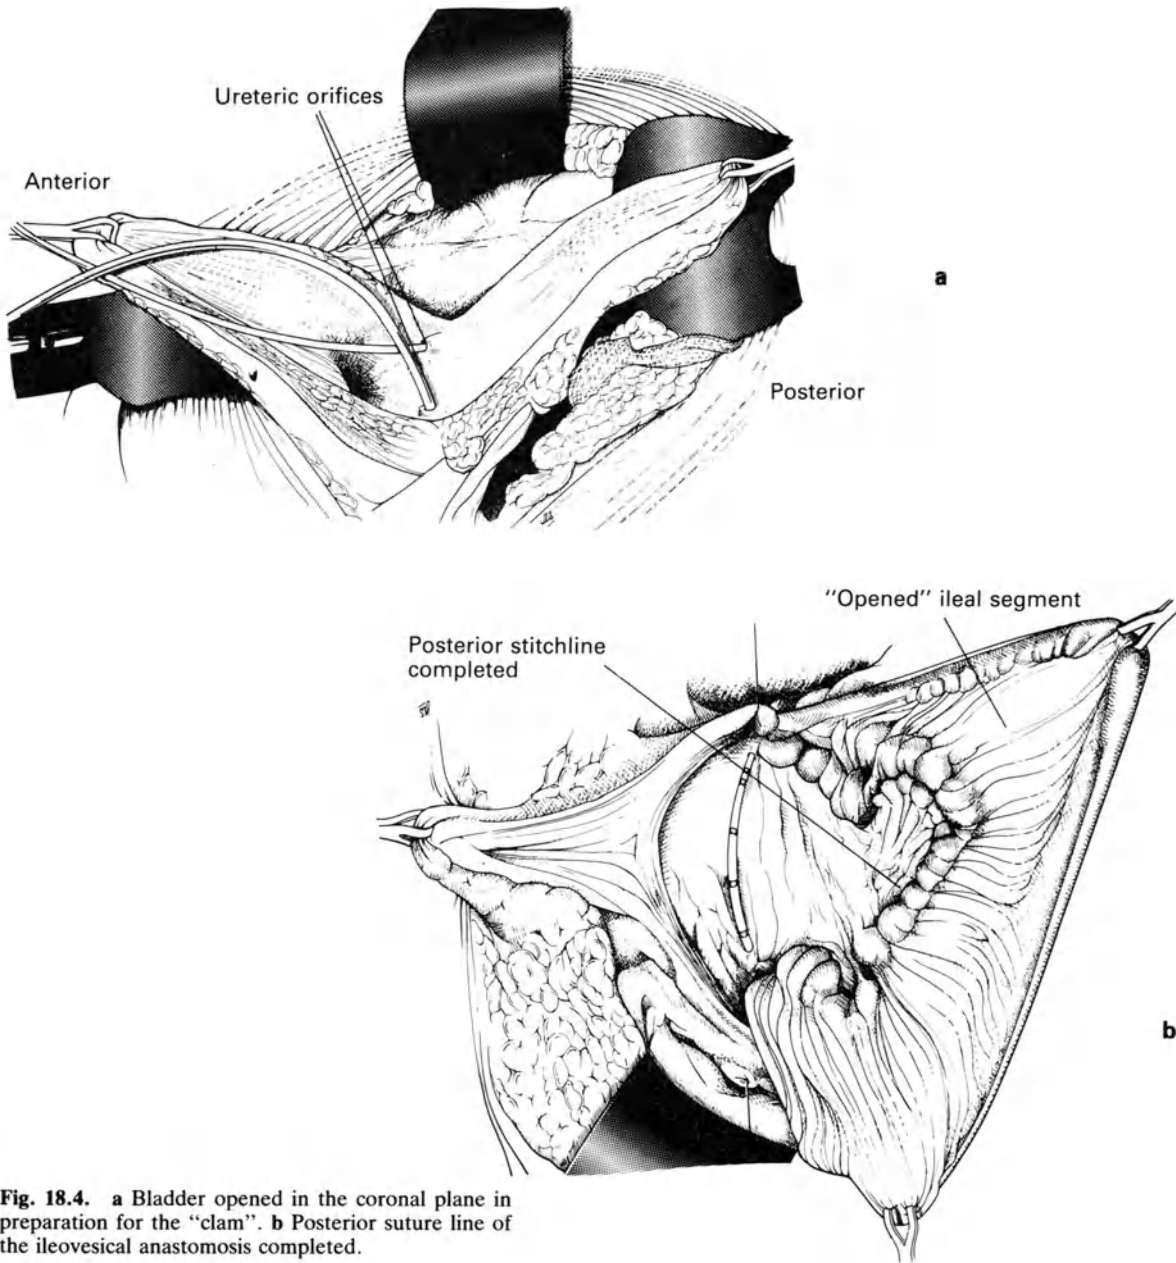 Ureteric orifices
Anterior
a
Posterior
"Opened" ileal segment
Posterior stitchline
completed
b
Fig. 18.4. a Bladder opened in the coronal plane in
preparation for the "clam". b Posterior suture line of
the ileovesical anastomosis completed.